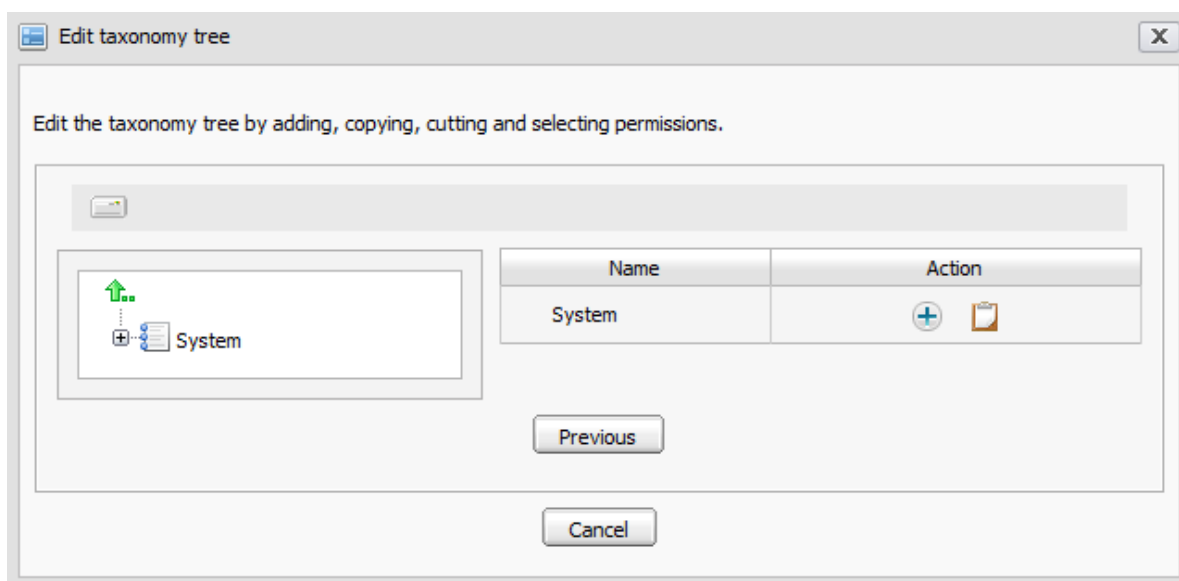 Edit taxonomy tree
X
Edit the taxonomy tree by adding, copying, cutting and selecting permissions.
Name Action
System
System
Previous
Cancel